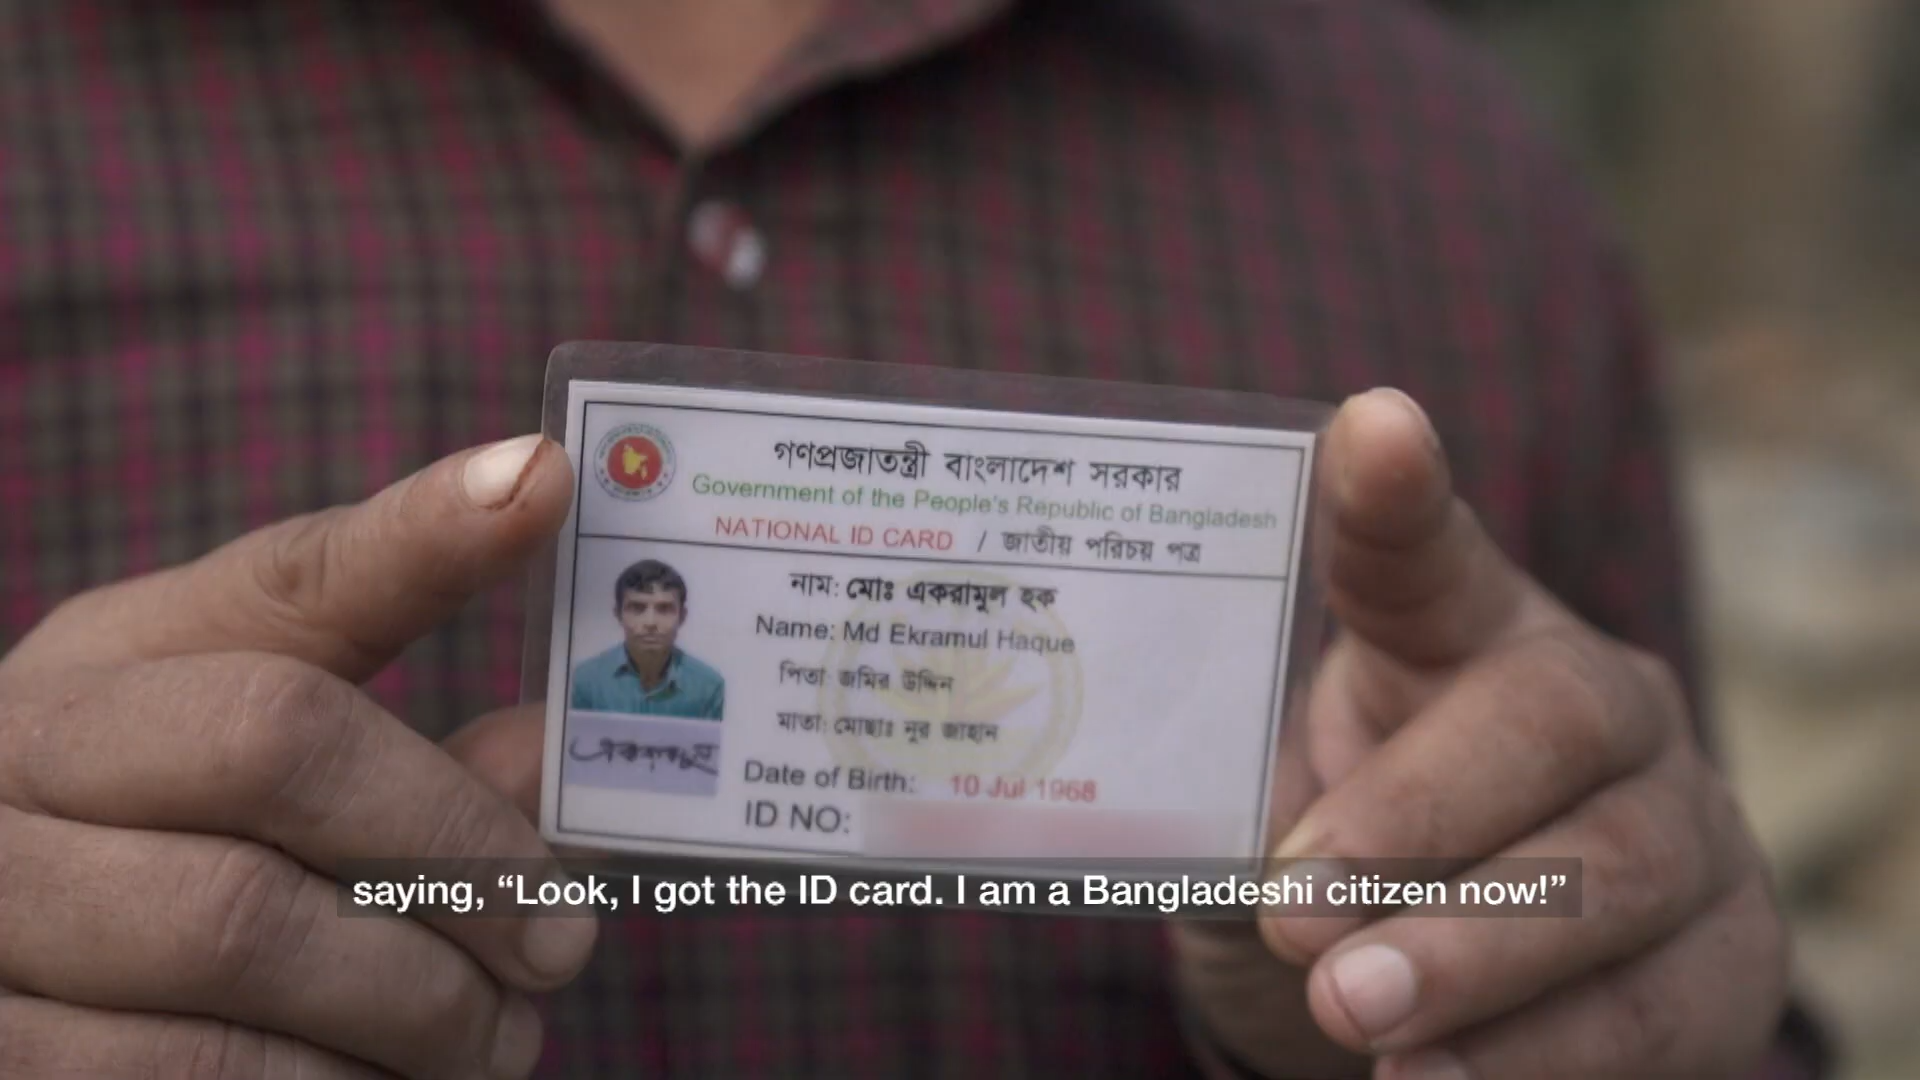 গণপ্রজাতন্ত্রী বাংলাদেশ সরকার
Government of the People's Republic of Bangladesh
NATIONAL ID CARD / জাতীয় পরিচয় পত্র
নাম: মোঃ একরামুল হক
Name: Md Ekramul Haque
পিতা: জমির উদ্দিন
মাতা: মোছাঃ নুর জাহান
Date of Birth: 10 Jul 1968
ID NO:
saying, “Look, I got the ID card. I am a Bangladeshi citizen now!”